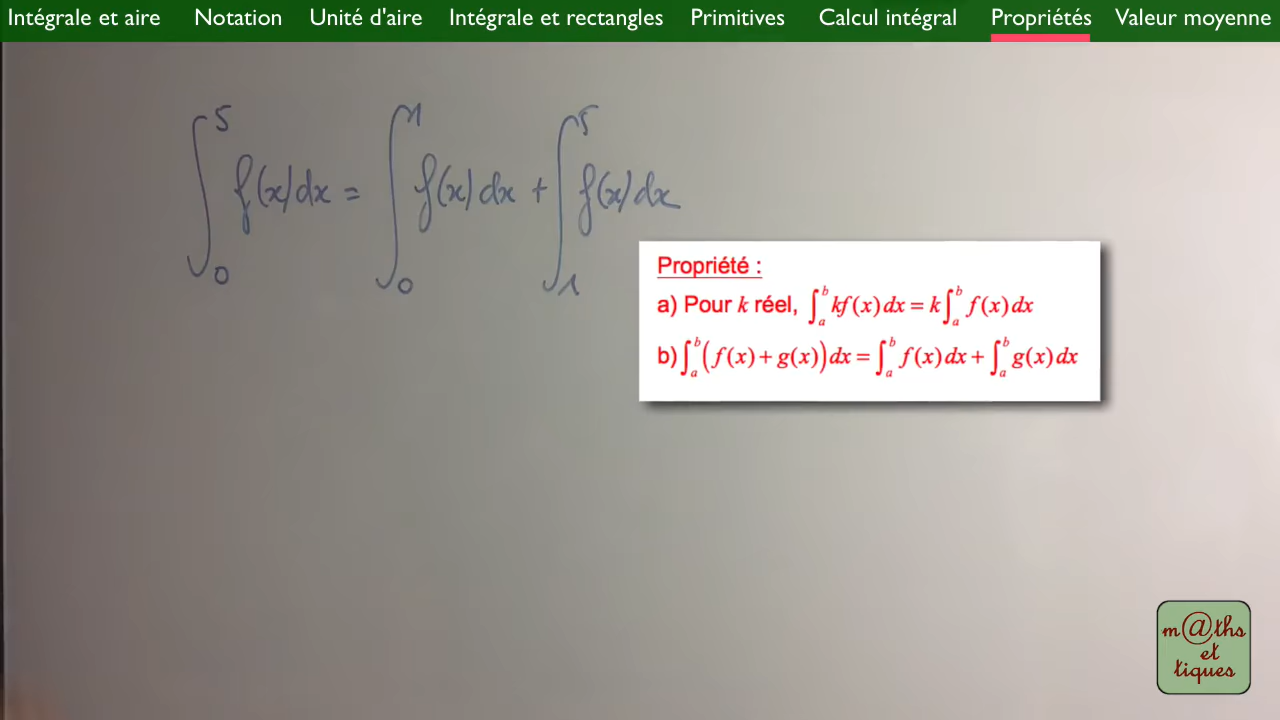 Intégrale et aire Notation Unité d'aire Intégrale et rectangles Primitives Calcul intégral Propriétés Valeur moyenne
∫₀⁵ f(x)dx = ∫₀¹ f(x)dx + ∫₁⁵ f(x)dx
Propriété :
a) Pour k réel, ∫ₐᵇ kf(x)dx = k∫ₐᵇ f(x)dx
b) ∫ₐᵇ (f(x)+g(x))dx = ∫ₐᵇ f(x)dx + ∫ₐᵇ g(x)dx
m@ths
et
tiques